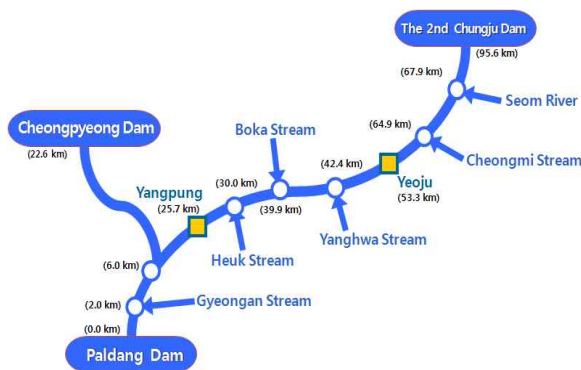 The 2nd Chungju Dam
(95.6 km)
(67.9 km)
Seom River
Cheongpyeong Dam
(22.6 km)
Boka Stream
(64.9 km)
Cheongmi Stream
(42.4 km)
Yeoju
(53.3 km)
Yangpung
(25.7 km)
(30.0 km)
(39.9 km)
Yanghwa Stream
Heuk Stream
(6.0 km)
(2.0 km)
Gyeongan Stream
(0.0 km)
Paldang Dam